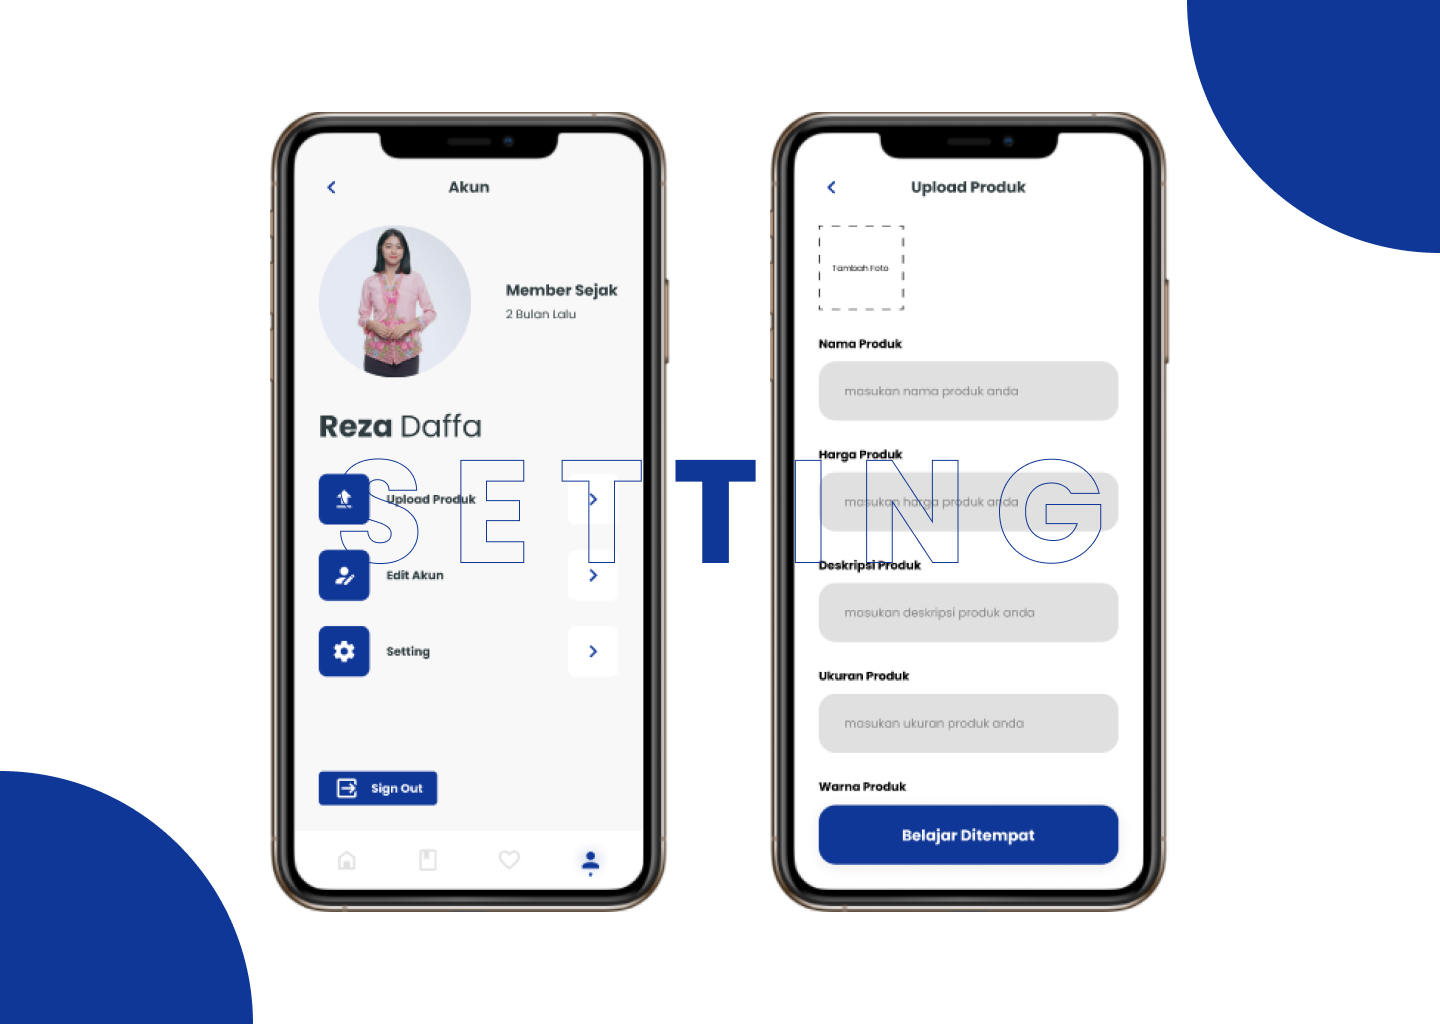 Akun
Member Sejak
2 Bulan Lalu
Reza Daffa
Upload Produk
Edit Akun
Setting
Sign Out
SETTING
Upload Produk
Tambah Foto
Nama Produk
masukan nama produk anda
Harga Produk
masukan harga produk anda
Deskripsi Produk
masukan deskripsi produk anda
Ukuran Produk
masukan ukuran produk anda
Warna Produk
Belajar Ditempat